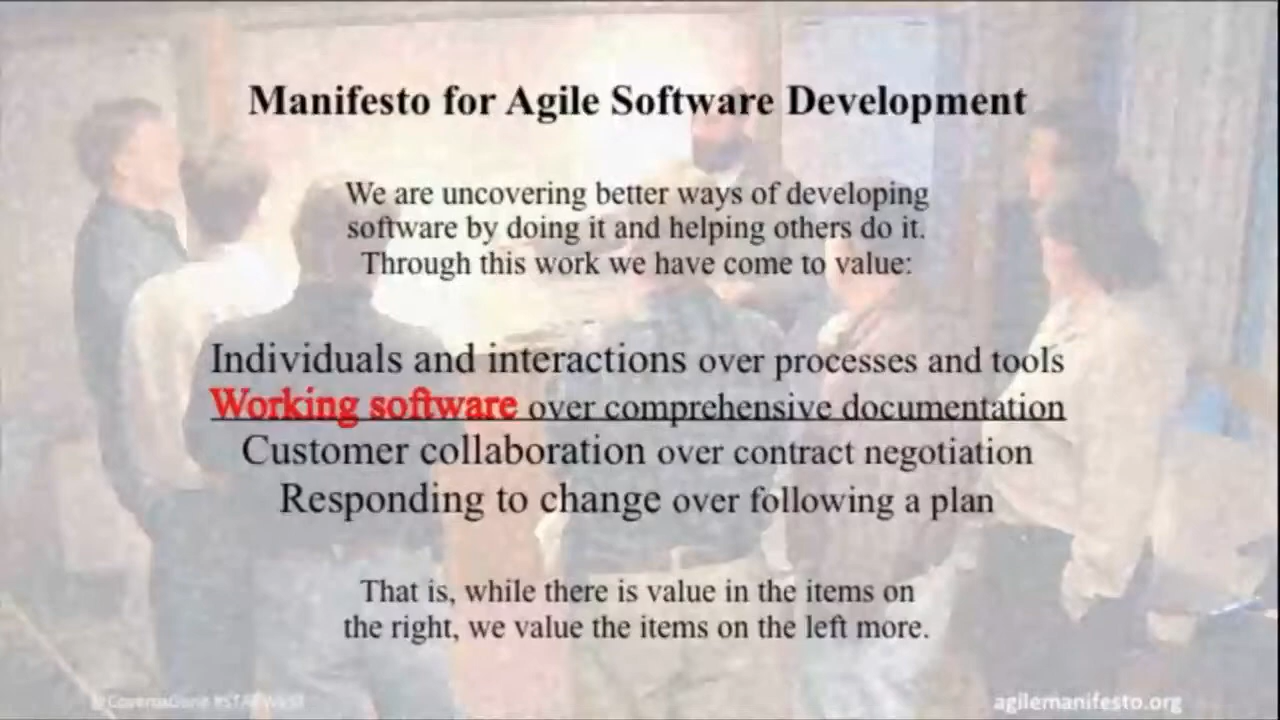 Manifesto for Agile Software Development
We are uncovering better ways of developing
software by doing it and helping others do it.
Through this work we have come to value:
Individuals and interactions over processes and tools
Working software over comprehensive documentation
Customer collaboration over contract negotiation
Responding to change over following a plan
That is, while there is value in the items on
the right, we value the items on the left more.
agilemanifesto.org